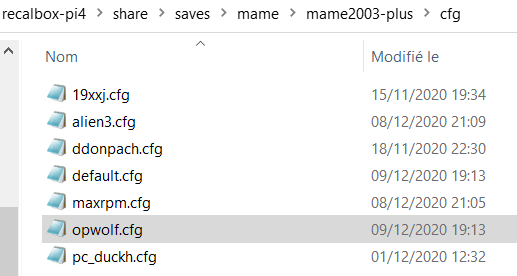 recalbox-pi4 > share > saves > mame > mame2003-plus > cfg
Nom Modifié le
19xxj.cfg 15/11/2020 19:34
alien3.cfg 08/12/2020 21:09
ddonpach.cfg 18/11/2020 22:30
default.cfg 09/12/2020 19:13
maxrpm.cfg 08/12/2020 21:05
opwolf.cfg 09/12/2020 19:13
pc_duckh.cfg 01/12/2020 12:32